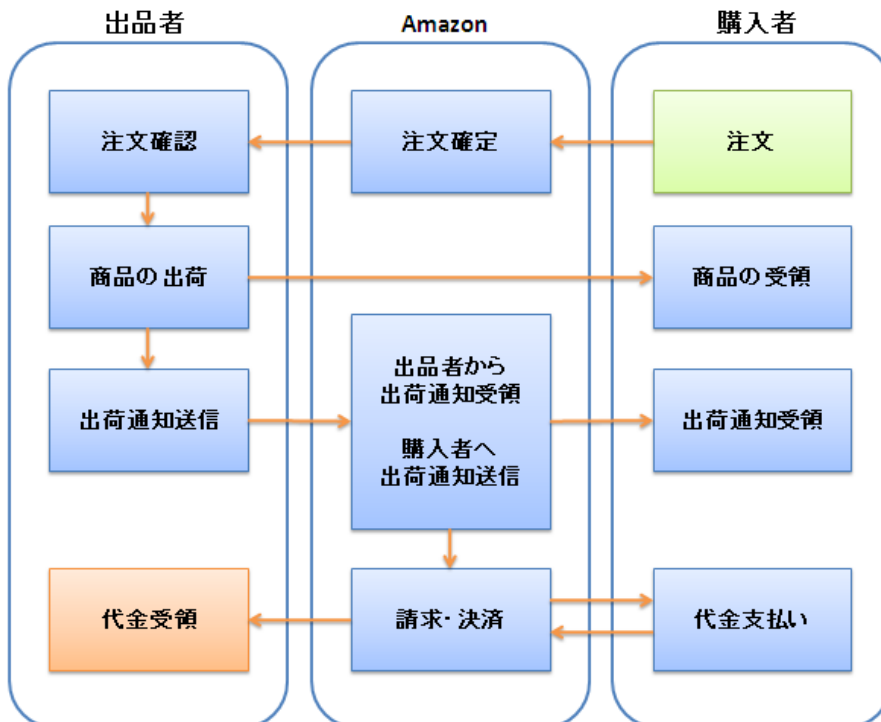 出品者
Amazon
購入者
注文確認
注文確定
注文
商品の出荷
商品の受領
出荷通知送信
出品者から
出荷通知受領
購入者へ
出荷通知送信
出荷通知受領
代金受領
請求・決済
代金支払い